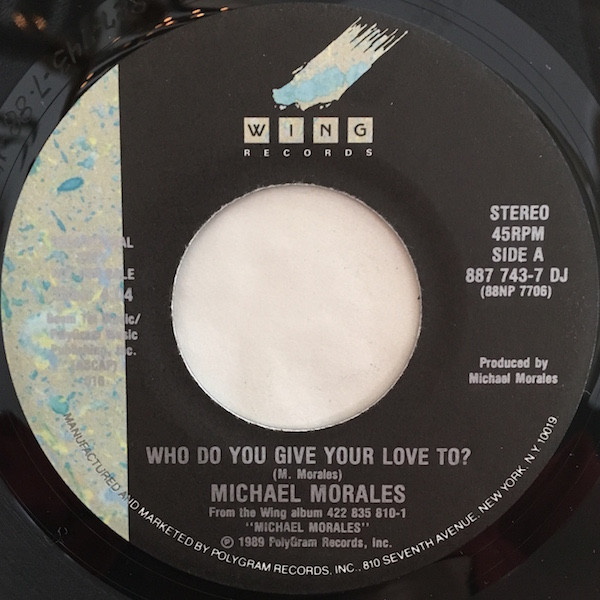 WING
RECORDS
STEREO
45RPM
SIDE A
887 743-7 DJ
(88NP 7706)
Produced by
Michael Morales
WHO DO YOU GIVE YOUR LOVE TO?
(M. Morales)
MICHAEL MORALES
From the Wing album 422 835 810-1
"MICHAEL MORALES"
℗ 1989 PolyGram Records, Inc.
MANUFACTURED AND MARKETED BY POLYGRAM RECORDS, INC., 810 SEVENTH AVENUE, NEW YORK, N.Y. 10019